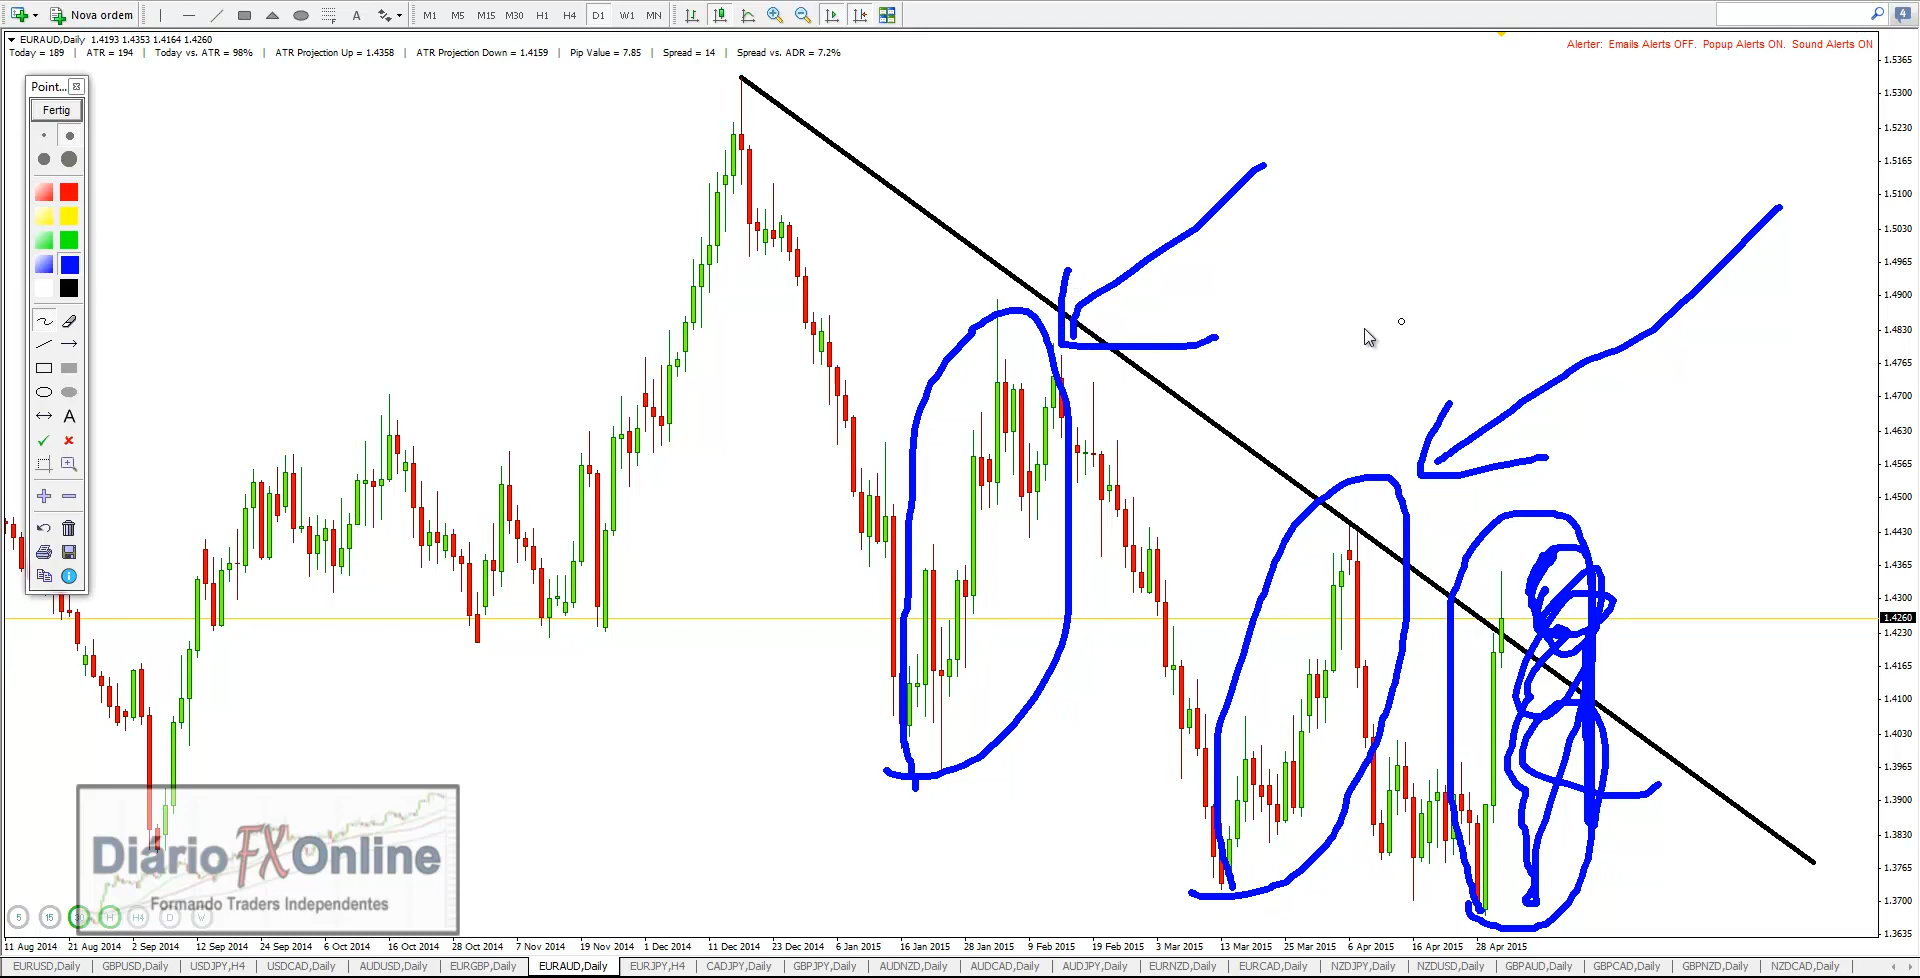 Nova ordem
A
M1 M5 M15 M30 H1 H4 D1 W1 MN
4
EURAUD,Daily 1.4193 1.4353 1.4164 1.4260
Today = 189 | ATR = 194 | Today vs. ATR = 98% | ATR Projection Up = 1.4358 | ATR Projection Down = 1.4159 | Pip Value = 7.85 | Spread = 14 | Spread vs. ADR = 7.2%
Alerter: Emails Alerts OFF. Popup Alerts ON. Sound Alerts ON
Point...
Fertig
A
1.5365
1.5300
1.5230
1.5165
1.5100
1.5030
1.4965
1.4900
1.4830
1.4765
1.4700
1.4630
1.4565
1.4500
1.4430
1.4365
1.4300
1.4260
1.4230
1.4165
1.4100
1.4030
1.3965
1.3900
1.3835
1.3765
1.3700
1.3635
Diario FX Online
Formando Traders Independentes
5 15 30 H H4 D W
11 Aug 2014 21 Aug 2014 2 Sep 2014 12 Sep 2014 24 Sep 2014 6 Oct 2014 16 Oct 2014 28 Oct 2014 7 Nov 2014 19 Nov 2014 1 Dec 2014 11 Dec 2014 23 Dec 2014 6 Jan 2015 16 Jan 2015 28 Jan 2015 9 Feb 2015 19 Feb 2015 3 Mar 2015 13 Mar 2015 25 Mar 2015 6 Apr 2015 16 Apr 2015 28 Apr 2015
EURUSD,Daily GBPUSD,Daily USDJPY,H4 USDCAD,Daily AUDUSD,Daily EURGBP,Daily EURAUD,Daily EURJPY,H4 CADJPY,Daily GBPJPY,Daily AUDNZD,Daily AUDCAD,Daily AUDJPY,Daily EURNZD,Daily EURCAD,Daily NZDJPY,Daily NZDUSD,Daily GBPAUD,Daily GBPCAD,Daily GBPNZD,Daily NZDCAD,Daily